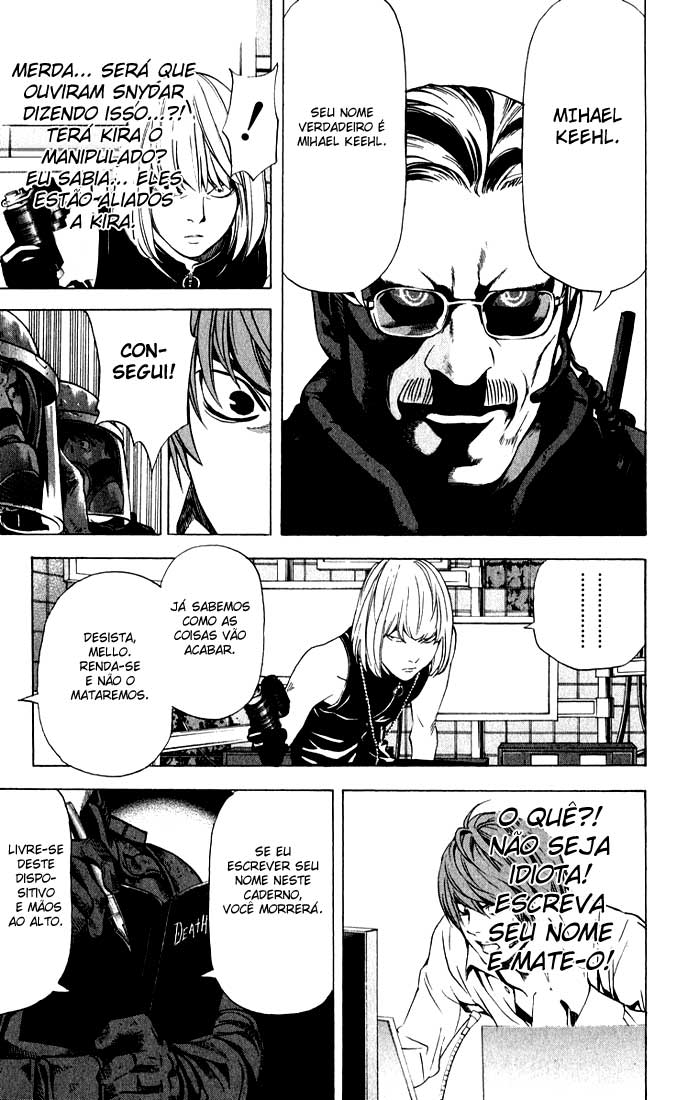 MIHAEL
KEEHL.
SEU NOME
VERDADEIRO É
MIHAEL KEEHL.
!
MERDA... SERÁ QUE
OUVIRAM SNYDAR
DIZENDO ISSO...?!
TERÁ KIRA O
MANIPULADO?
EU SABIA... ELES
ESTÃO ALIADOS
A KIRA.
CON-
SEGUI!
JÁ SABEMOS
COMO AS
COISAS VÃO
ACABAR.
DESISTA,
MELLO.
RENDA-SE
E NÃO O
MATAREMOS.
O QUÊ?!
NÃO SEJA
IDIOTA!
ESCREVA
SEU NOME
E MATE-O!
SE EU
ESCREVER SEU
NOME NESTE
CADERNO,
VOCÊ MORRERÁ.
LIVRE-SE
DESTE
DISPO-
SITIVO
E MÃOS
AO ALTO.
DEATH